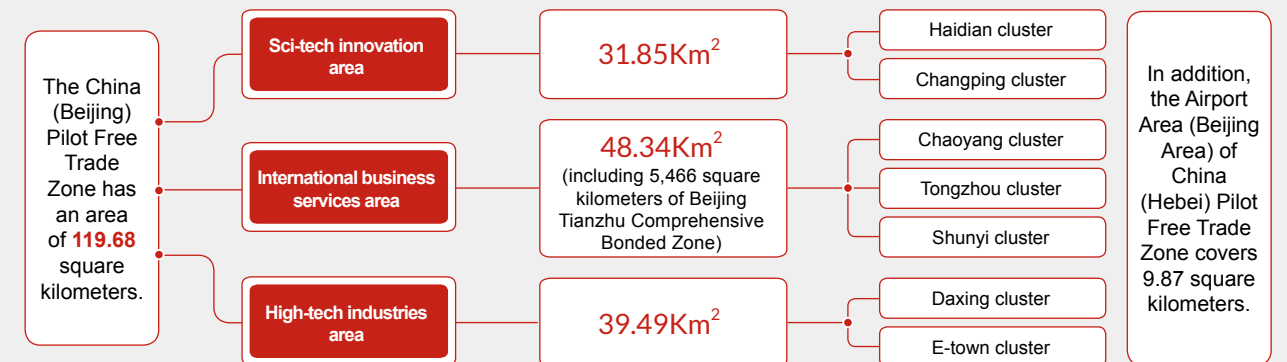 The China
(Beijing)
Pilot Free
Trade
Zone has
an area
of 119.68
square
kilometers.
Sci-tech innovation
area
31.85Km²
Haidian cluster
Changping cluster
International business
services area
48.34Km²
(including 5,466 square
kilometers of Beijing
Tianzhu Comprehensive
Bonded Zone)
Chaoyang cluster
Tongzhou cluster
Shunyi cluster
High-tech industries
area
39.49Km²
Daxing cluster
E-town cluster
In addition,
the Airport
Area (Beijing
Area) of
China
(Hebei) Pilot
Free Trade
Zone covers
9.87 square
kilometers.